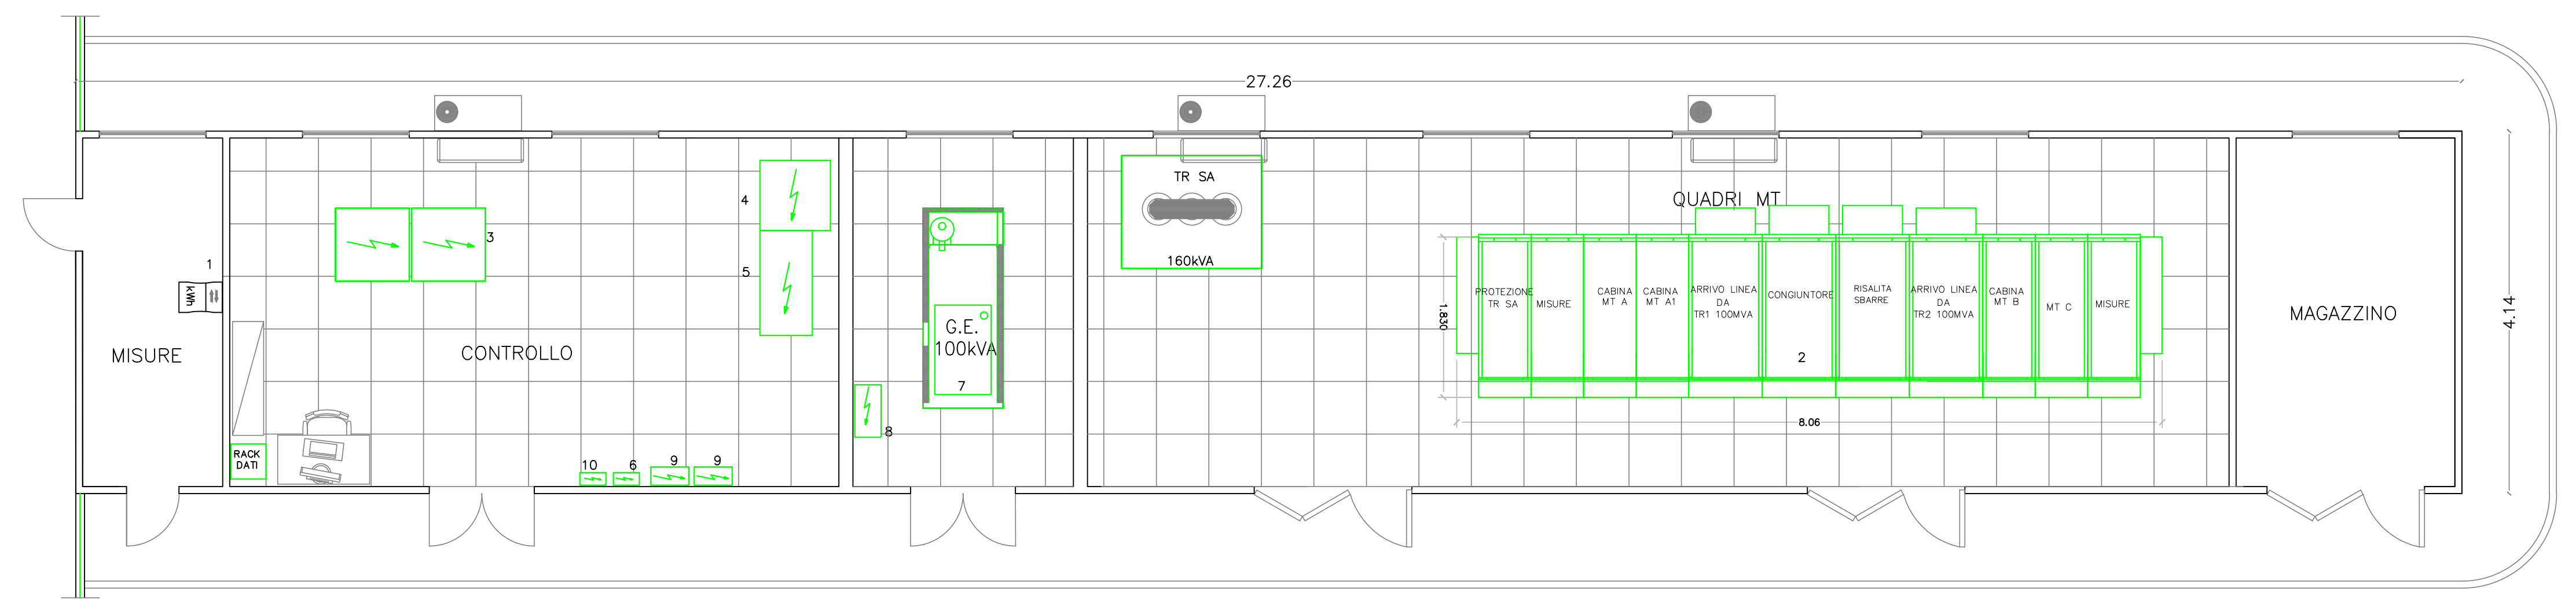 27.26
TR SA
160kVA
QUADRI MT
4
3
5
1
kWh
PROTEZIONE
TR SA
MISURE
CABINA
MT A
CABINA
MT A1
ARRIVO LINEA
DA
TR1 100MVA
CONGIUNTORE
RISALITA
SBARRE
ARRIVO LINEA
DA
TR2 100MVA
CABINA
MT B
MT C
MISURE
1.830
2
8.06
MAGAZZINO
4.14
MISURE
CONTROLLO
G.E.
100kVA
7
8
RACK
DATI
10
6
9
9